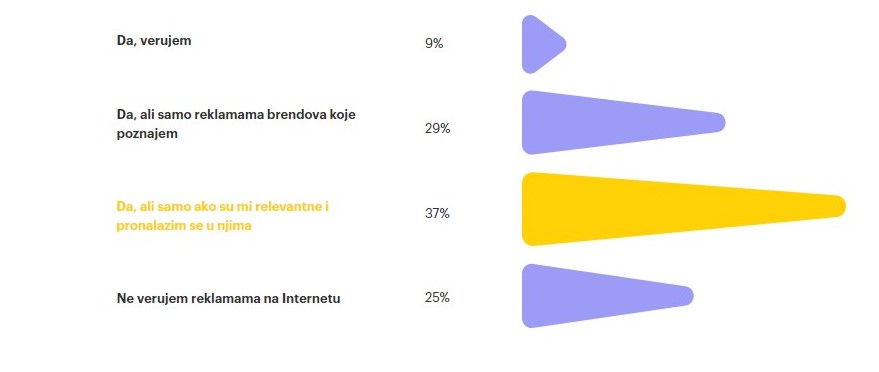 Da, verujem
9%
Da, ali samo reklamama brendova koje
poznajem
29%
Da, ali samo ako su mi relevantne i
pronalazim se u njima
37%
Ne verujem reklamama na Internetu
25%